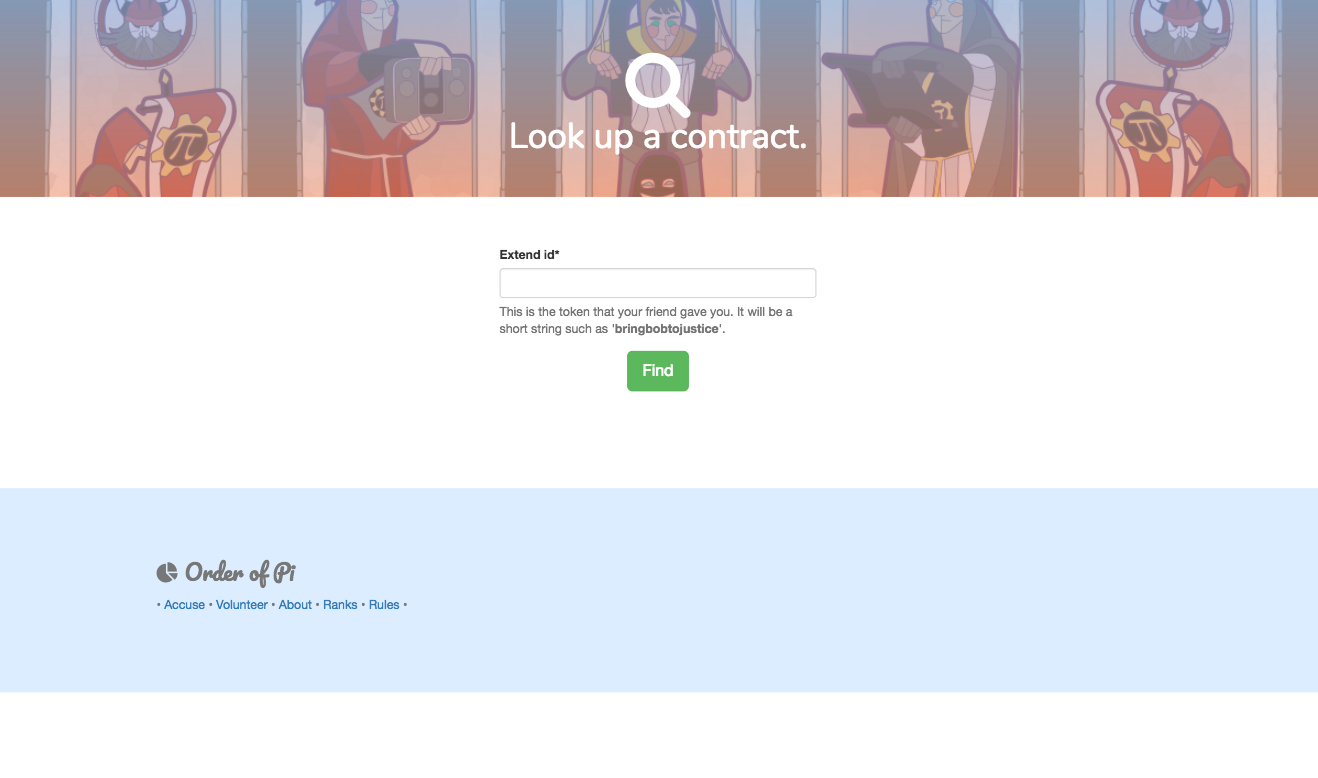 Look up a contract.
Extend id*
This is the token that your friend gave you. It will be a
short string such as 'bringbobtojustice'.
Find
Order of Pi
• Accuse • Volunteer • About • Ranks • Rules •